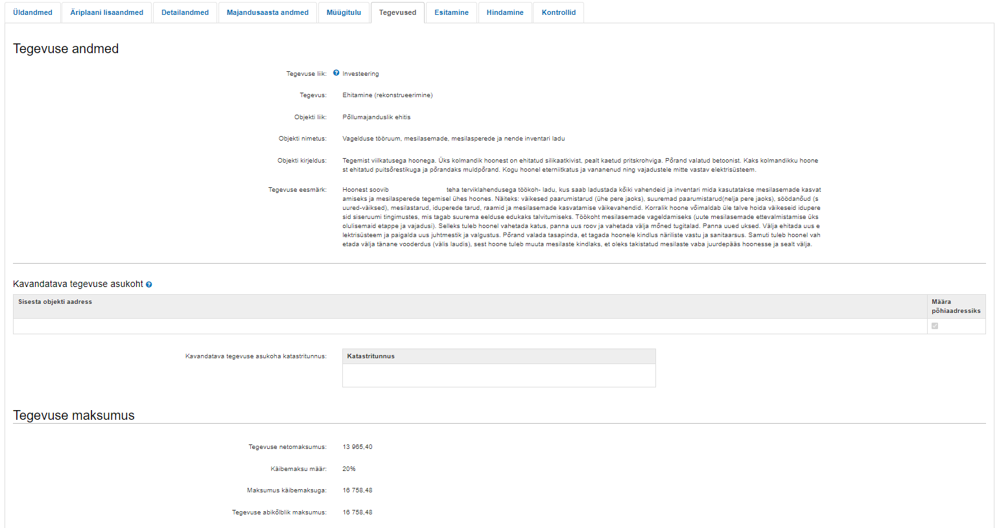 Üldandmed Äriplaani lisaandmed Detailandmed Majandusaasta andmed Müügitulu Tegevused Esitamine Hindamine Kontrollid
Tegevuse andmed
Tegevuse liik: Investeering
Tegevus: Ehitamine (rekonstrueerimine)
Objekti liik: Põllumajanduslik ehitis
Objekti nimetus: Vagelduse tööruum, mesilasemade, mesilasperede ja nende inventari ladu
Objekti kirjeldus: Tegemist viilkatusega hoonega. Üks kolmandik hoonest on ehitatud silikaatkivist, pealt kaetud pritskrohviga. Põrand valatud betoonist. Kaks kolmandikku hoone
st ehitatud puitsõrestikuga ja põrandaks muldpõrand. Kogu hoonel eterniitkatus ja vananenud ning vajadustele mitte vastav elektrisüsteem.
Tegevuse eesmärk: Hoonest soovib teha terviklahendusega töökoh- ladu, kus saab ladustada kõiki vahendeid ja inventari mida kasutatakse mesilasemade kasvat
amiseks ja mesilasperede tegemisel ühes hoones. Näiteks: väikesed paarumistarud (ühe pere jaoks), suuremad paarumistarud(nelja pere jaoks), söödanõud (s
uured-väiksed), mesilastarud, iduperede tarud, raamid ja mesilasemade kasvatamise väikevahendid. Korralik hoone võimaldab üle talve hoida väikeseid idupere
sid siseruumi tingimustes, mis tagab suurema eelduse edukaks talvitumiseks. Töökoht mesilasemade vageldamiseks (uute mesilasemade ettevalmistamise üks
olulisemaid etappe ja vajadusi). Selleks tuleb hoonel vahetada katus, panna uus roov ja vahetada välja mõned tugitalad. Panna uued uksed. Välja ehitada uus e
lektrisüsteem ja paigalda uus juhtmestik ja valgustus. Põrand valada tasapinda, et tagada hoonele kindlus näriliste vastu ja sanitaarsus. Samuti tuleb hoonel vah
etada välja tänane vooderdus (välis laudis), sest hoone tuleb muuta mesilaste kindlaks, et oleks takistatud mesilaste vaba juurdepääs hoonesse ja sealt välja.
Kavandatava tegevuse asukoht
Sisesta objekti aadress Määra
põhiaadressiks
Kavandatava tegevuse asukoha katastritunnus: Katastritunnus
Tegevuse maksumus
Tegevuse netomaksumus: 13 965,40
Käibemaksu määr: 20%
Maksumus käibemaksuga: 16 758,48
Tegevuse abikõlblik maksumus: 16 758,48